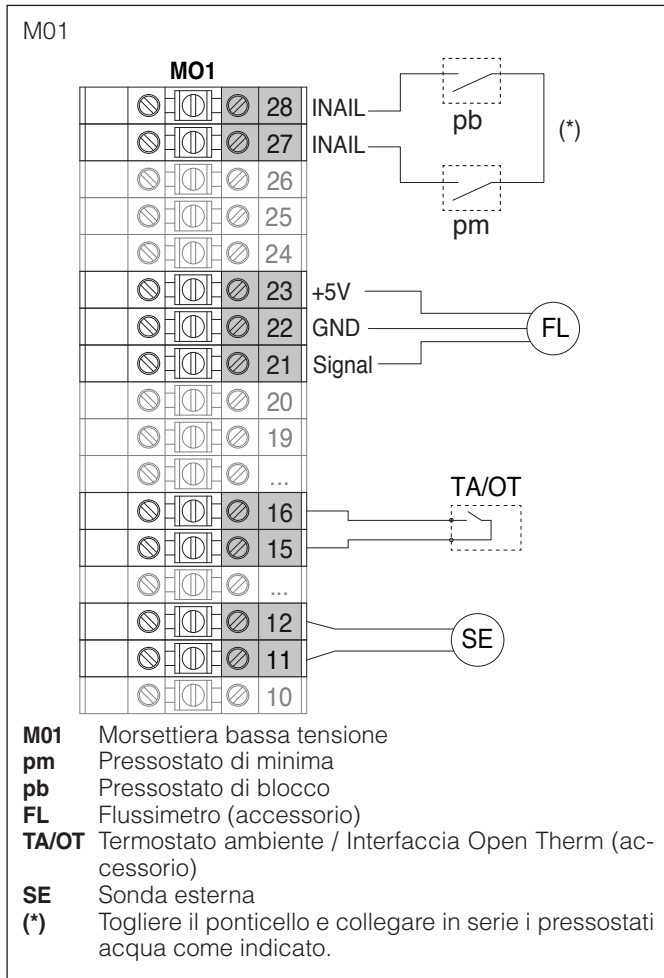 M01
MO1
28 INAIL
27 INAIL
pb
(*)
pm
26
25
24
23 +5V
22 GND
FL
21 Signal
20
19
...
TA/OT
16
15
...
12
SE
11
10
M01 Morsettiera bassa tensione
pm Pressostato di minima
pb Pressostato di blocco
FL Flussimetro (accessorio)
TA/OT Termostato ambiente / Interfaccia Open Therm (ac-
cessorio)
SE Sonda esterna
(*) Togliere il ponticello e collegare in serie i pressostati
acqua come indicato.